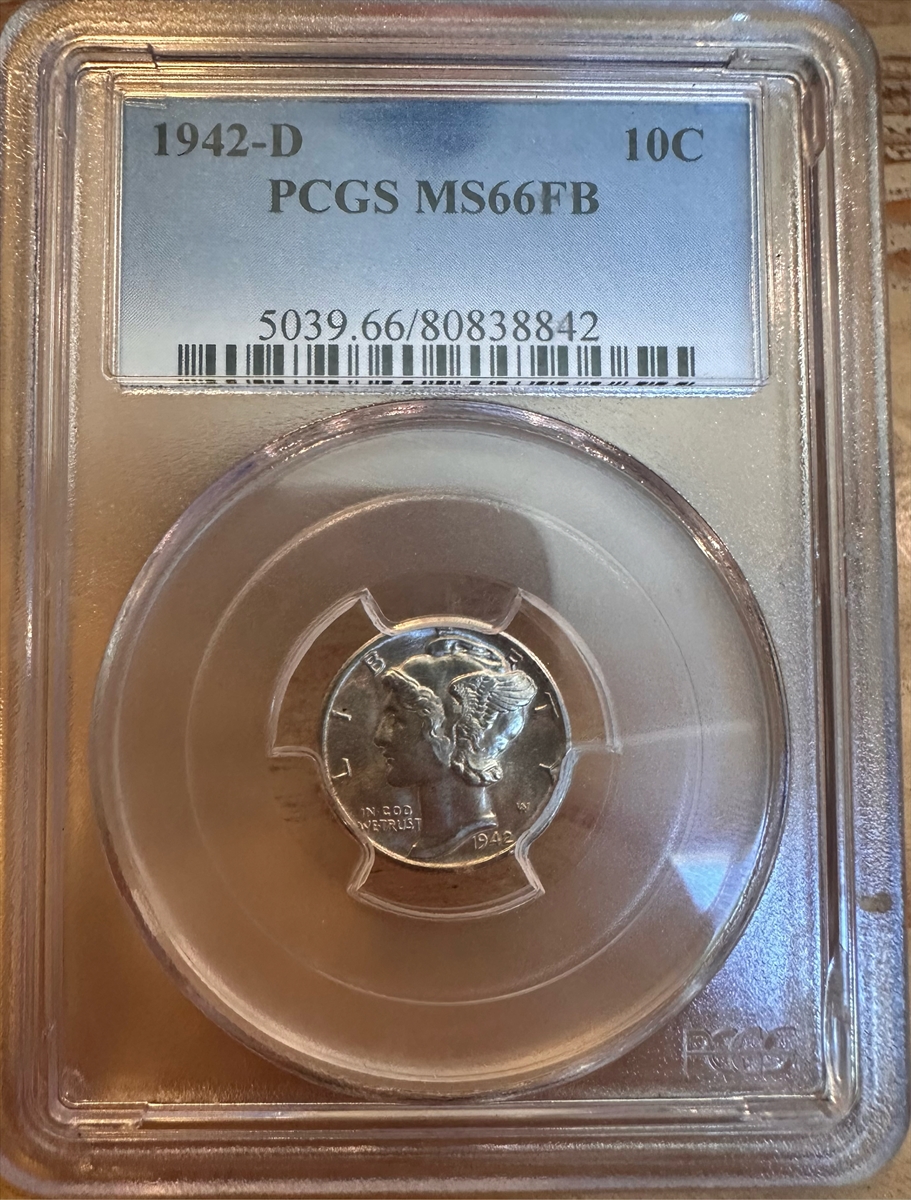 1942-D 10C
PCGS MS66FB
5039.66/80838842
LIBERTY
IN GOD
WE TRUST
1942
PCGS